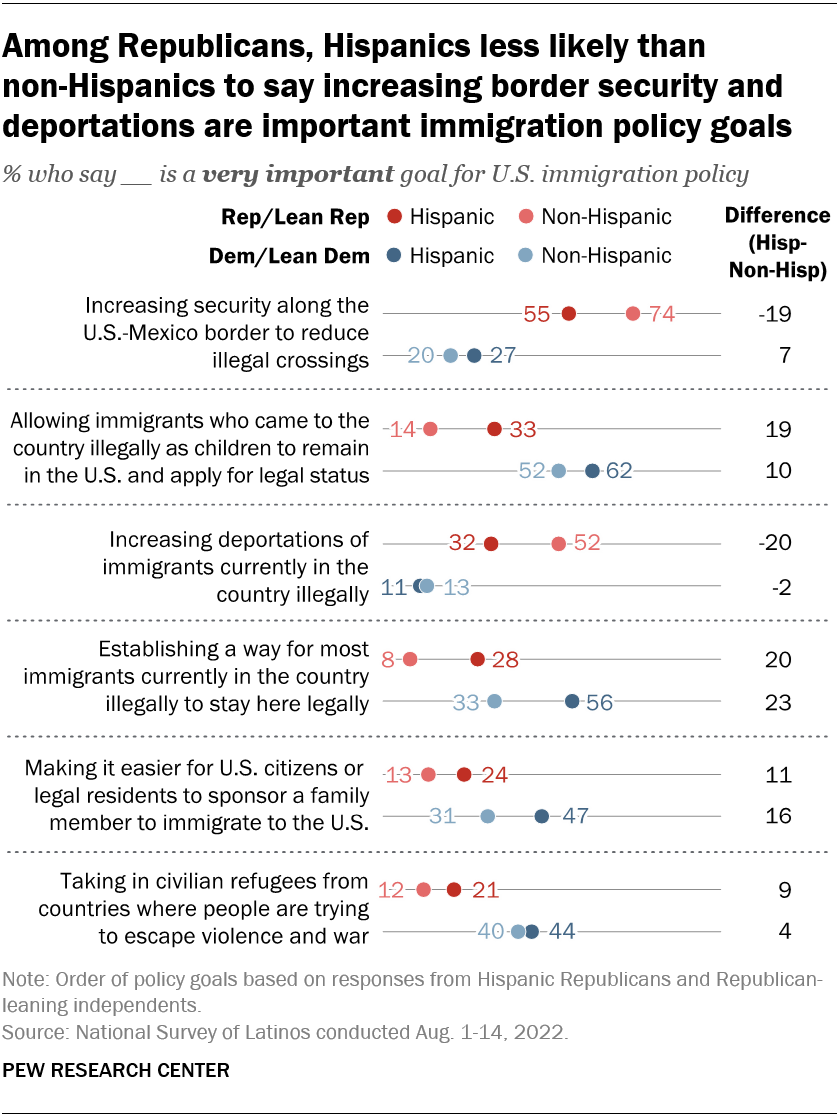 Among Republicans, Hispanics less likely than
non-Hispanics to say increasing border security and
deportations are important immigration policy goals
% who say __ is a very important goal for U.S. immigration policy
Rep/Lean Rep Hispanic Non-Hispanic
Dem/Lean Dem Hispanic Non-Hispanic
Difference
(Hisp-
Non-Hisp)
Increasing security along the
U.S.-Mexico border to reduce
illegal crossings
55 74 -19
20 27 7
Allowing immigrants who came to the
country illegally as children to remain
in the U.S. and apply for legal status
14 33 19
52 62 10
Increasing deportations of
immigrants currently in the
country illegally
32 52 -20
11 13 -2
Establishing a way for most
immigrants currently in the country
illegally to stay here legally
8 28 20
33 56 23
Making it easier for U.S. citizens or
legal residents to sponsor a family
member to immigrate to the U.S.
13 24 11
31 47 16
Taking in civilian refugees from
countries where people are trying
to escape violence and war
12 21 9
40 44 4
Note: Order of policy goals based on responses from Hispanic Republicans and Republican-
leaning independents.
Source: National Survey of Latinos conducted Aug. 1-14, 2022.
PEW RESEARCH CENTER